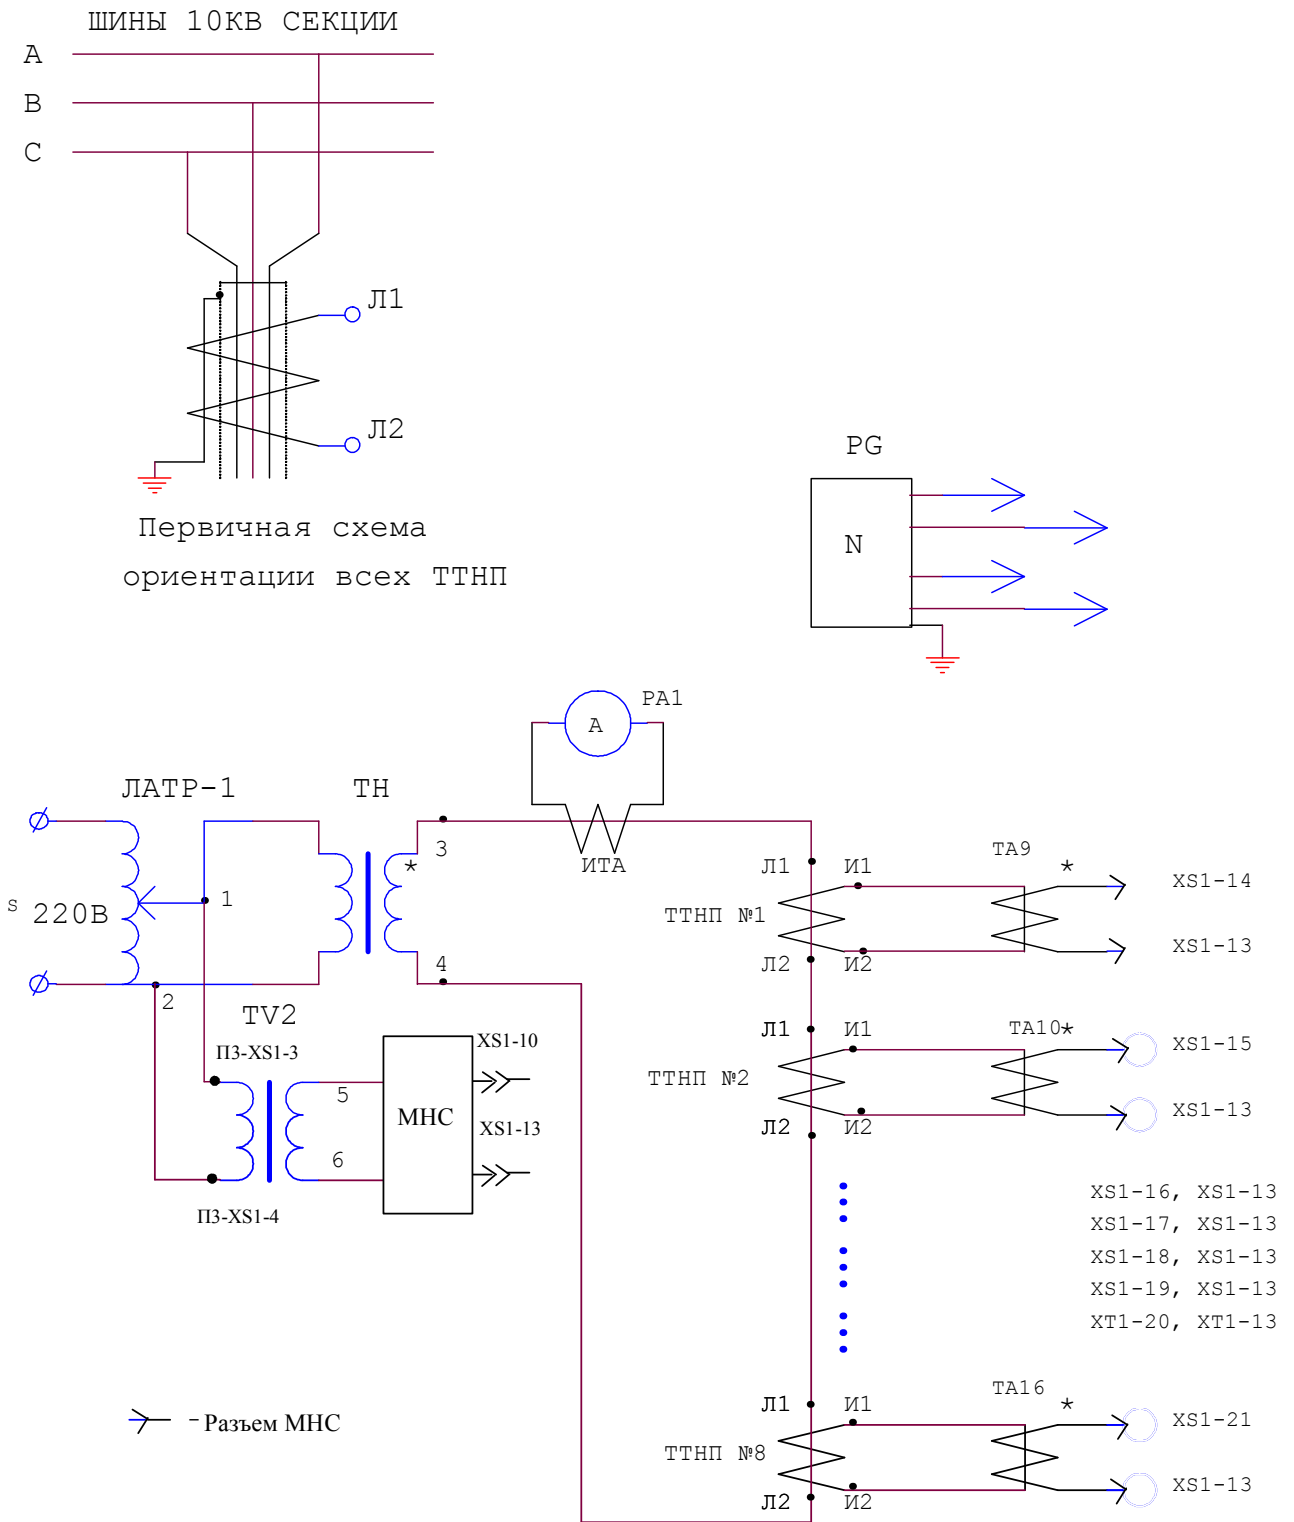 ШИНЫ 10КВ СЕКЦИИ
А
В
С
Л1
Л2
Первичная схема
ориентации всех ТТНП
PG
N
PA1
A
ЛАТР-1
ТН
3
*
ИТА
S
220В
1
2
4
TV2
П3-XS1-3
П3-XS1-4
5
6
МНС
XS1-10
XS1-13
Л1
И1
ТА9
*
XS1-14
ТТНП №1
XS1-13
Л2
И2
Л1
И1
ТА10*
XS1-15
ТТНП №2
XS1-13
Л2
И2
XS1-16, XS1-13
XS1-17, XS1-13
XS1-18, XS1-13
XS1-19, XS1-13
XT1-20, XT1-13
Л1
И1
ТА16
*
XS1-21
ТТНП №8
XS1-13
Л2
И2
- Разъем МНС